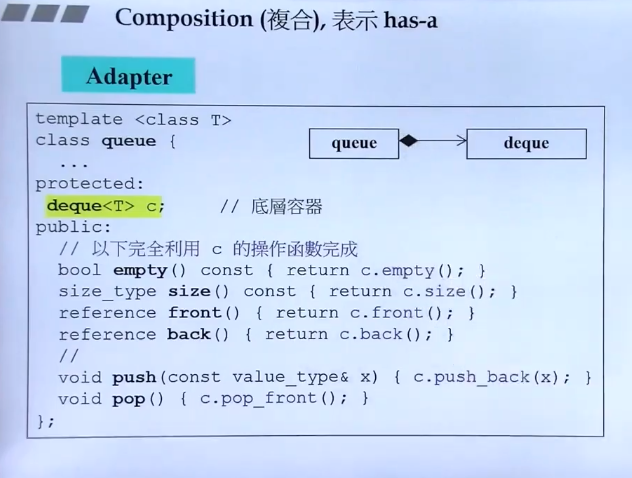 Composition (複合), 表示 has-a
Adapter
template <class T>
class queue {
queue
deque
...
protected:
deque<T> c;      // 底層容器
public:
// 以下完全利用 c 的操作函數完成
bool empty() const { return c.empty(); }
size_type size() const { return c.size(); }
reference front() { return c.front(); }
reference back() { return c.back(); }
//
void push(const value_type& x) { c.push_back(x); }
void pop() { c.pop_front(); }
};